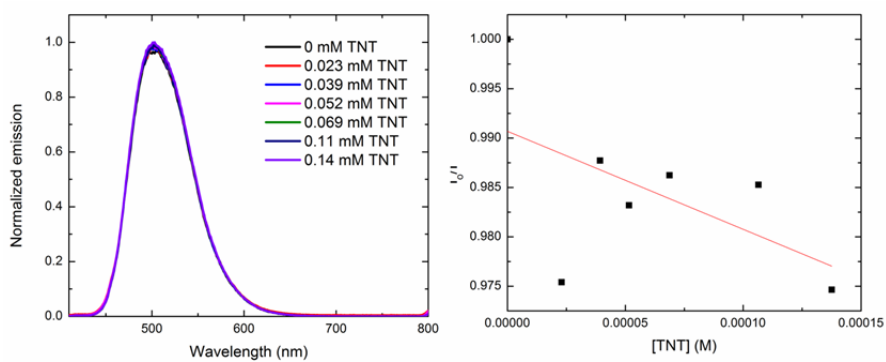 Normalized emission
1.0
0.8
0.6
0.4
0.2
0.0
500
600
700
800
Wavelength (nm)
0 mM TNT
0.023 mM TNT
0.039 mM TNT
0.052 mM TNT
0.069 mM TNT
0.11 mM TNT
0.14 mM TNT
1.000
0.995
0.990
0.985
0.980
0.975
0.00000
0.00005
0.00010
0.00015
[TNT] (M)